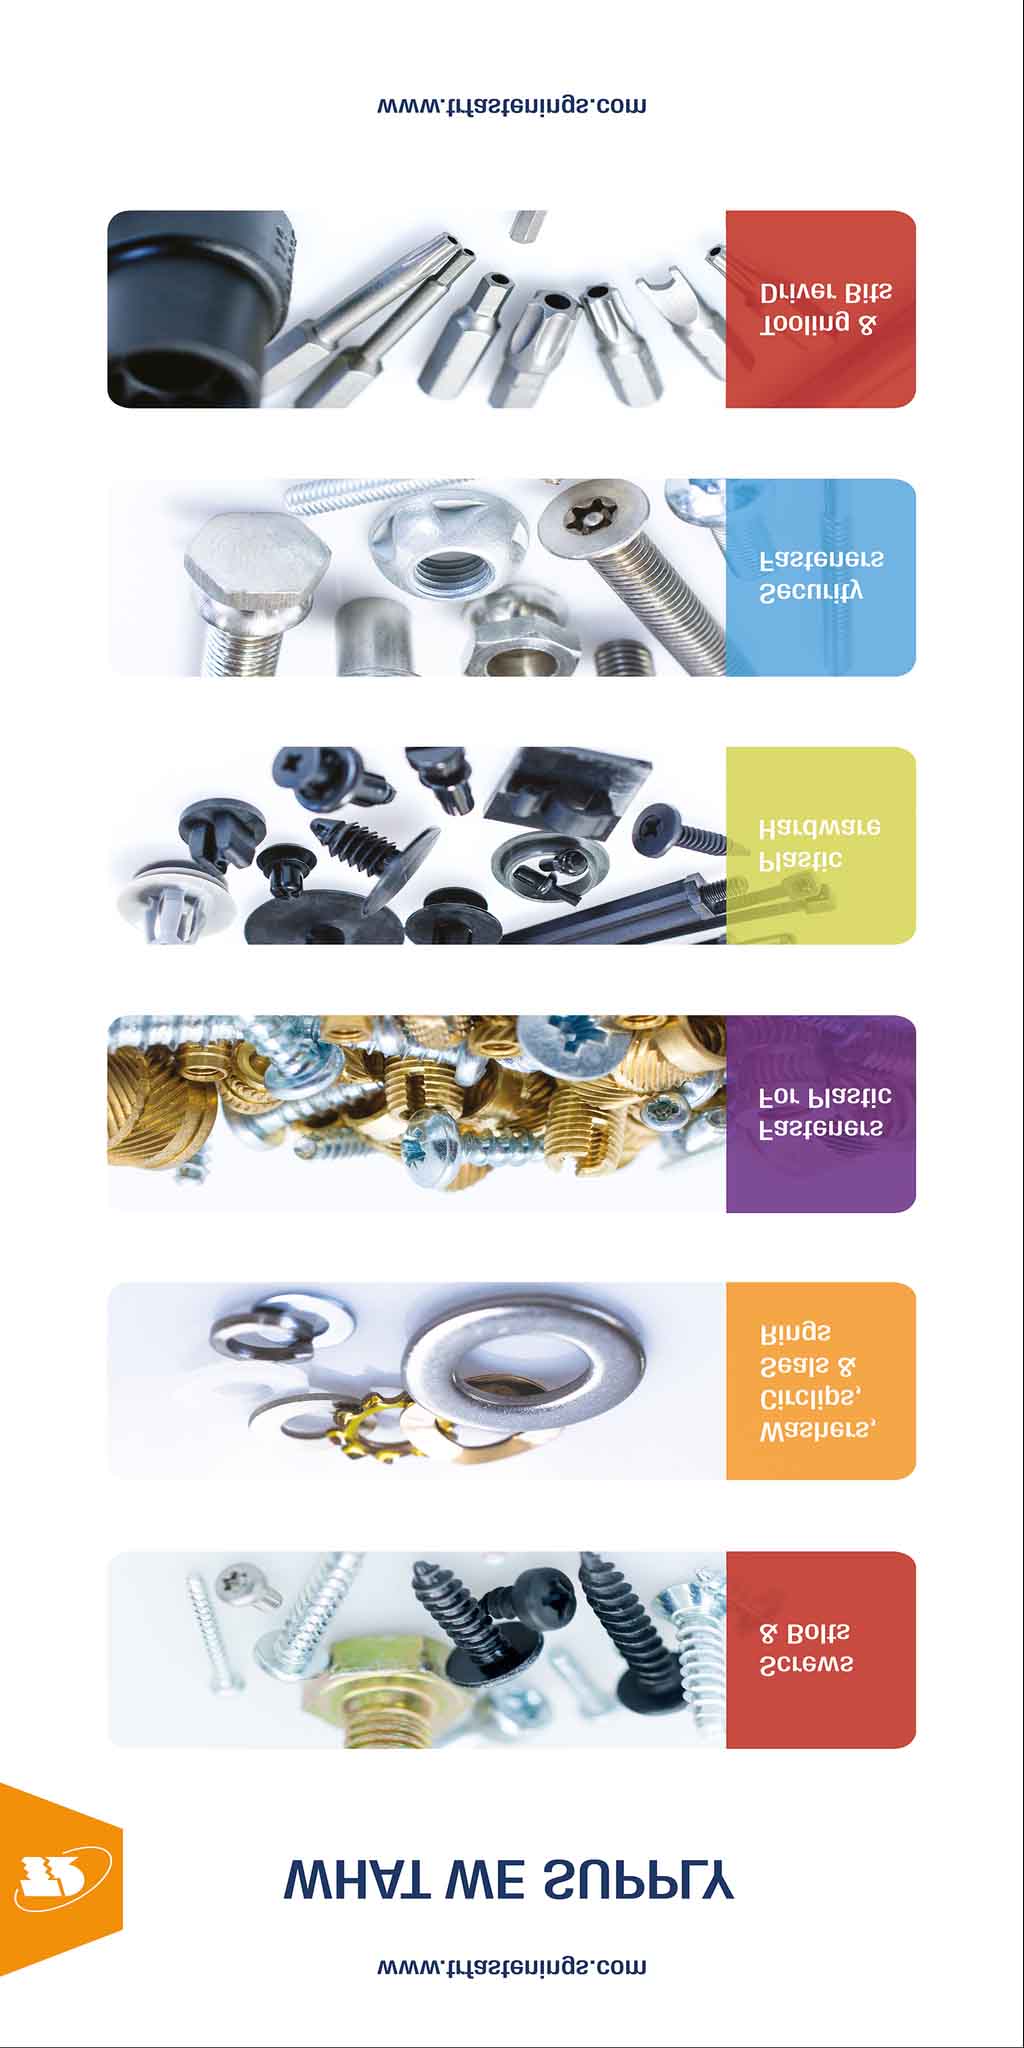 www.trfastenings.com
WHAT WE SUPPLY
Screws
& Bolts
Washers,
Circlips,
Seals &
Rings
Fasteners
For Plastic
Plastic
Hardware
Security
Fasteners
Tooling &
Driver Bits
www.trfastenings.com